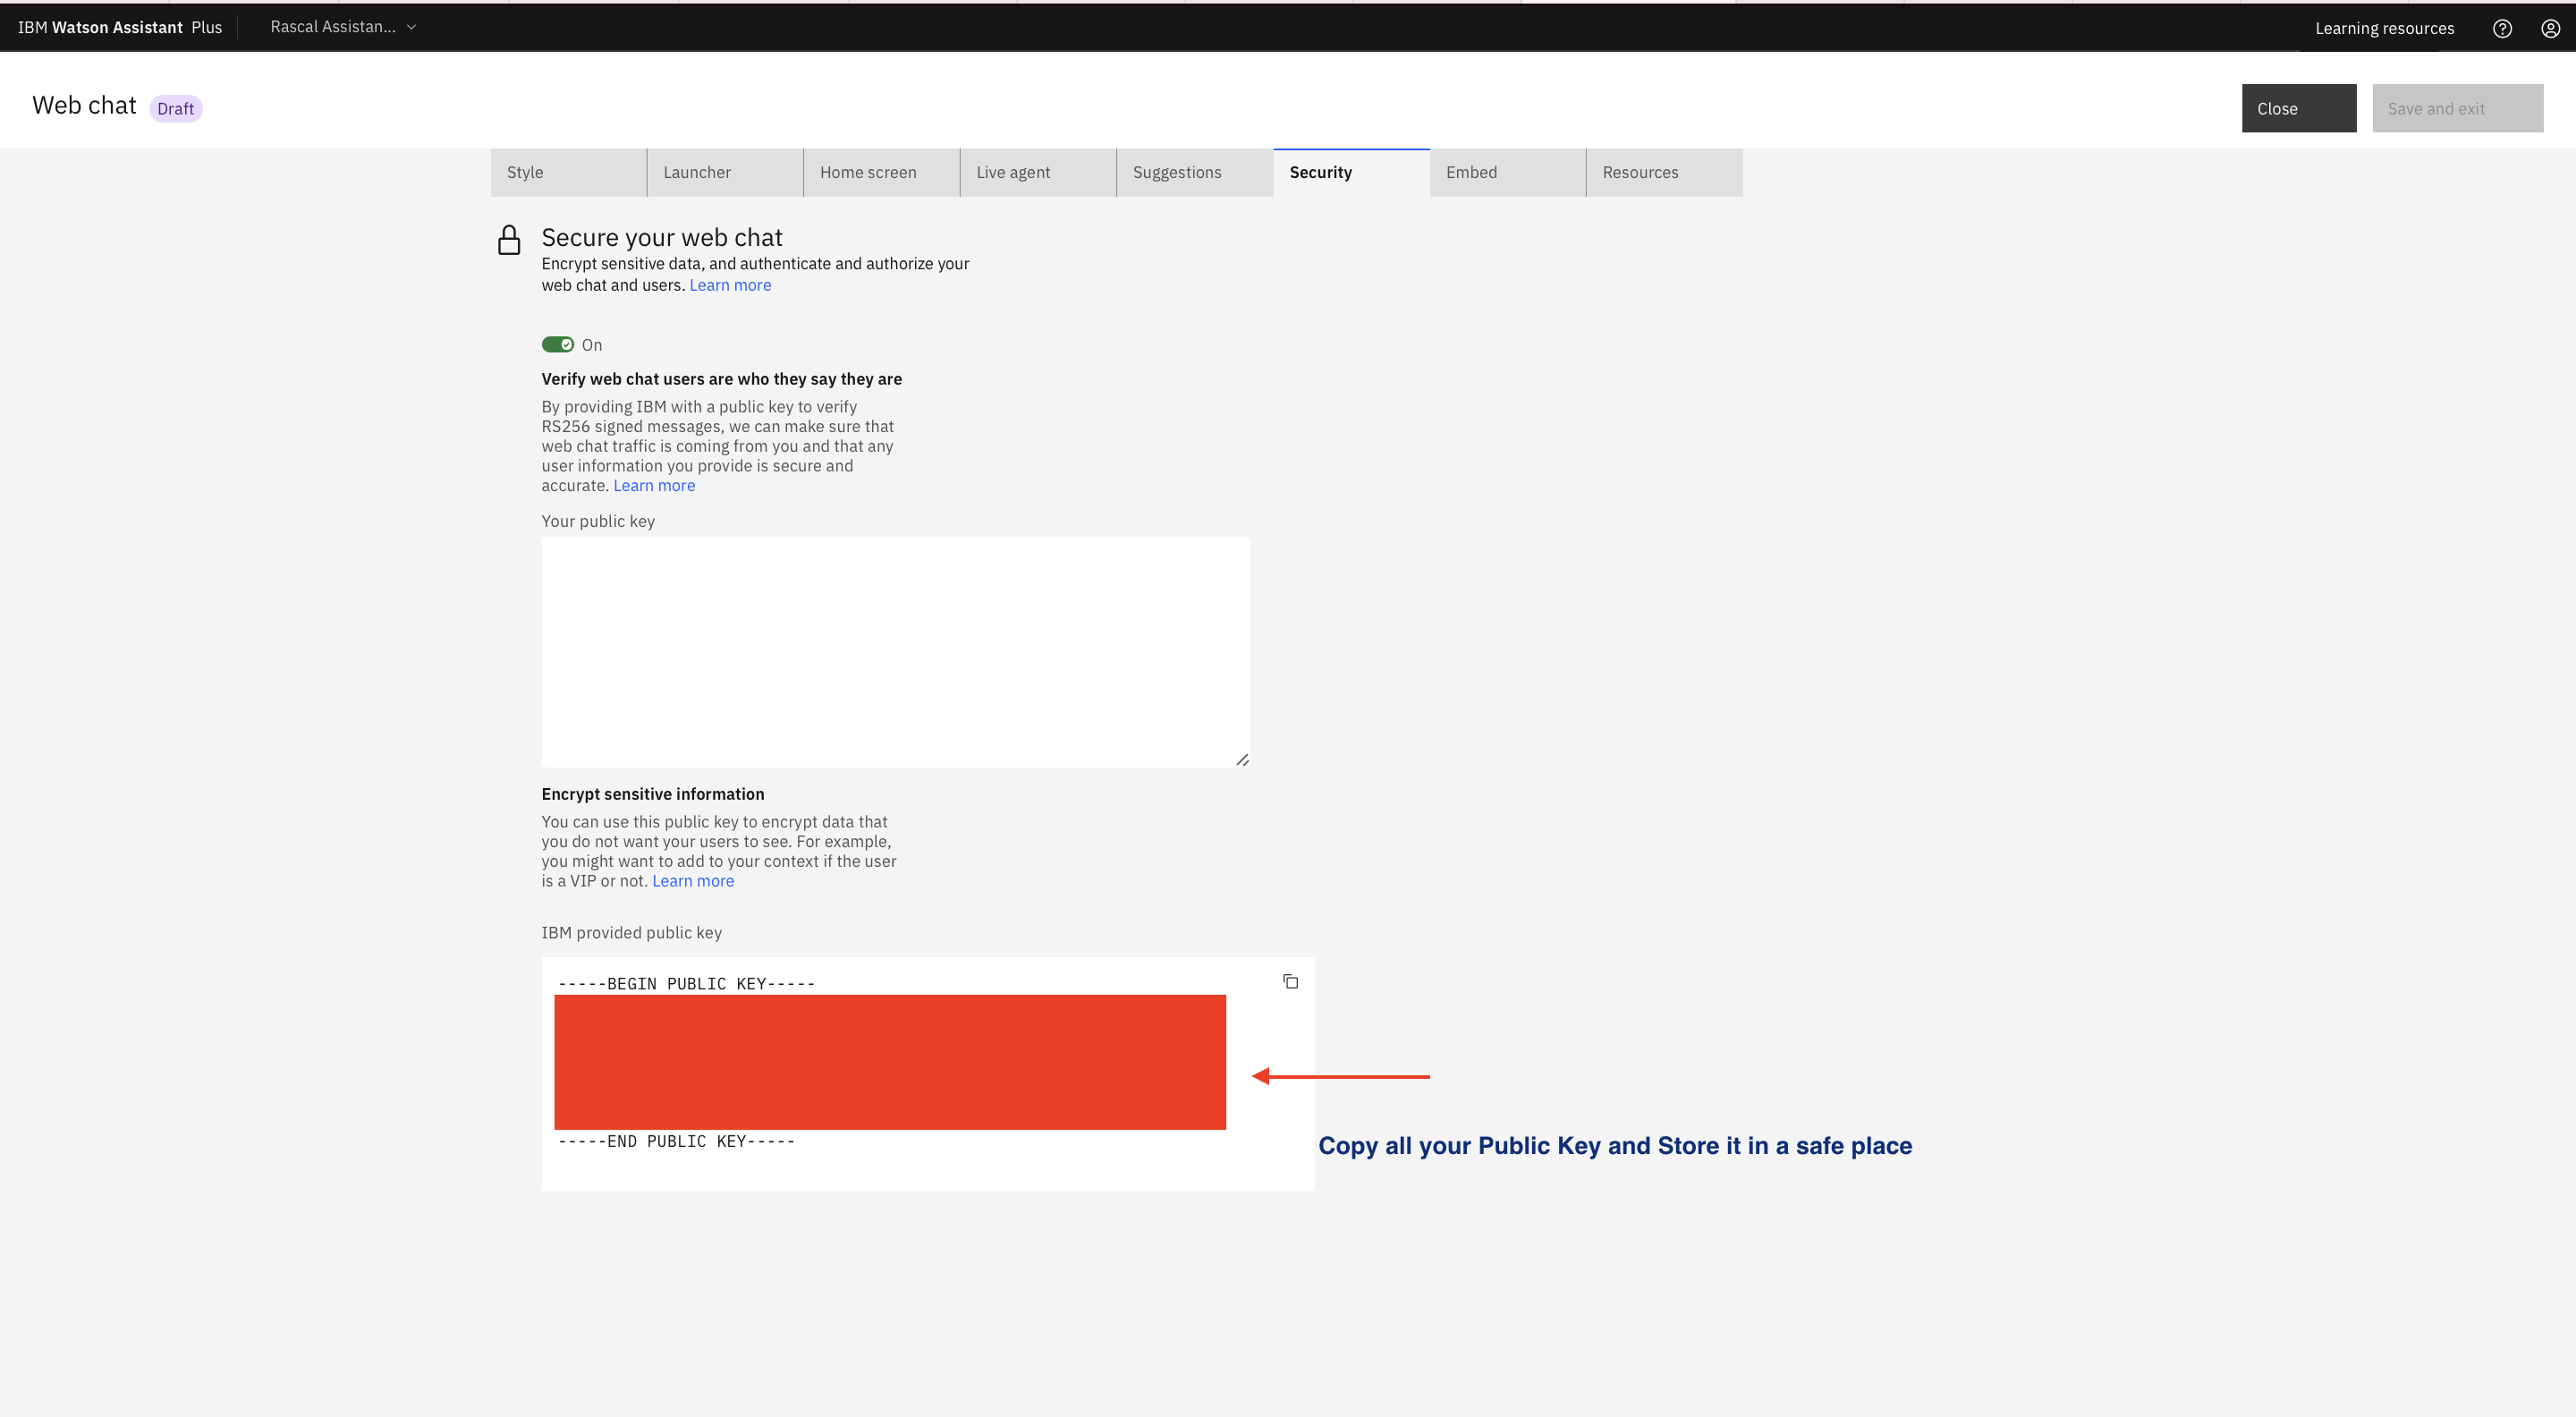 IBM Watson Assistant Plus
Rascal Assistan...
Learning resources
Web chat
Draft
Close
Save and exit
Style
Launcher
Home screen
Live agent
Suggestions
Security
Embed
Resources
Secure your web chat
Encrypt sensitive data, and authenticate and authorize your
web chat and users. Learn more
On
Verify web chat users are who they say they are
By providing IBM with a public key to verify
RS256 signed messages, we can make sure that
web chat traffic is coming from you and that any
user information you provide is secure and
accurate. Learn more
Your public key
Encrypt sensitive information
You can use this public key to encrypt data that
you do not want your users to see. For example,
you might want to add to your context if the user
is a VIP or not. Learn more
IBM provided public key
-----BEGIN PUBLIC KEY-----
-----END PUBLIC KEY-----
Copy all your Public Key and Store it in a safe place